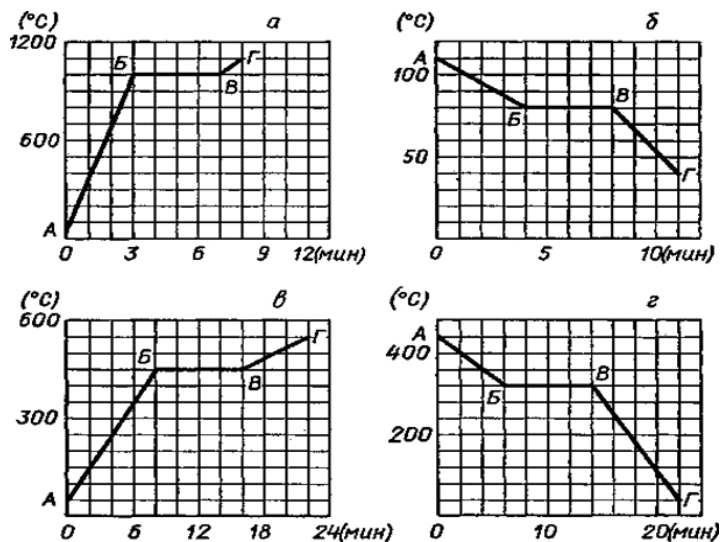 (°C) а
1200
Б Г
В
600
А
0 3 6 9 12(мин)
(°C) б
А
100
Б В
50
Г
0 5 10(мин)
(°C) в
600
Б В Г
300
А
0 6 12 18 24(мин)
(°C) г
А
400
Б В
200
Г
0 10 20(мин)